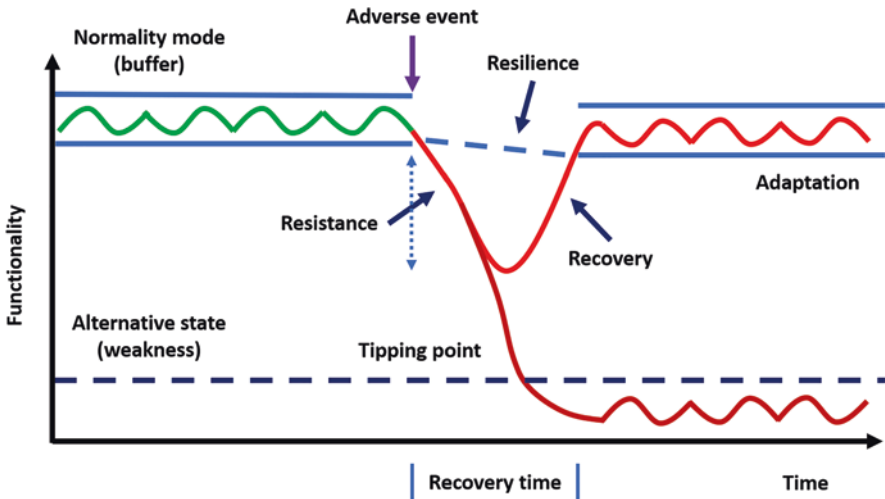 Adverse event
Normality mode
(buffer)
Resilience
Adaptation
Resistance
Recovery
Functionality
Alternative state
(weakness)
Tipping point
Recovery time
Time